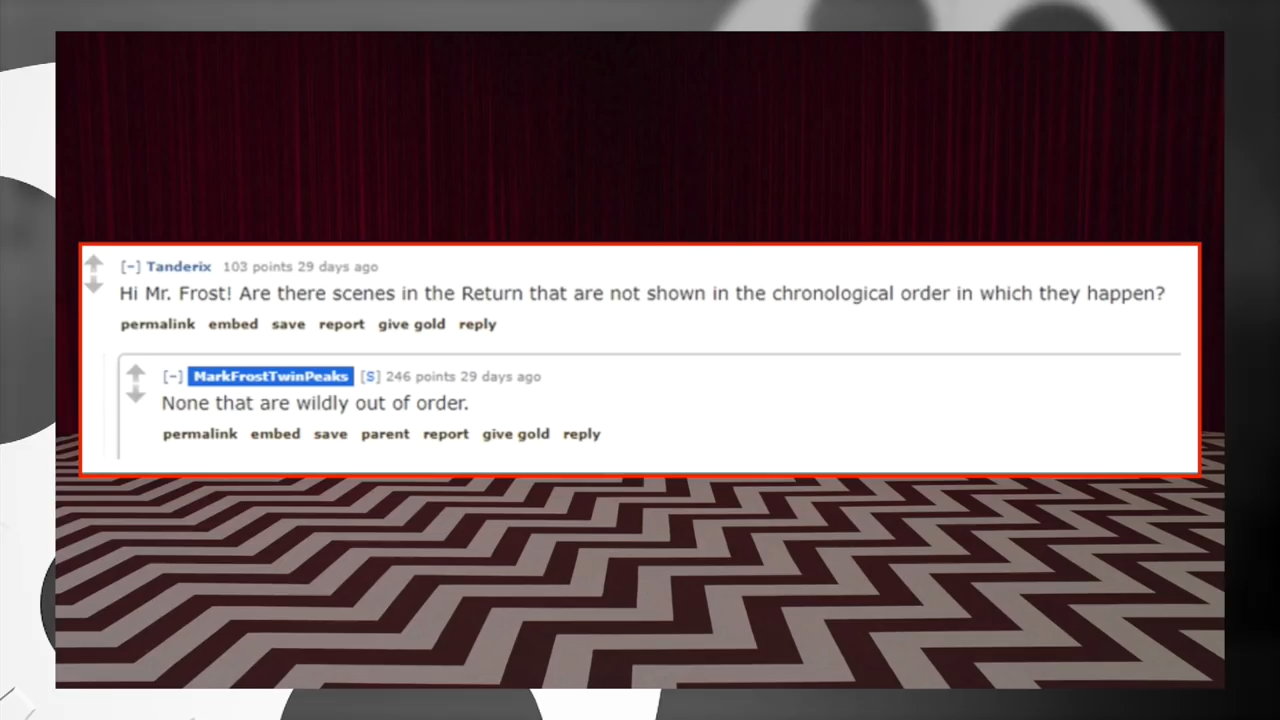 [-] Tanderix 103 points 29 days ago
Hi Mr. Frost! Are there scenes in the Return that are not shown in the chronological order in which they happen?
permalink embed save report give gold reply
[-] MarkFrostTwinPeaks [S] 246 points 29 days ago
None that are wildly out of order.
permalink embed save parent report give gold reply